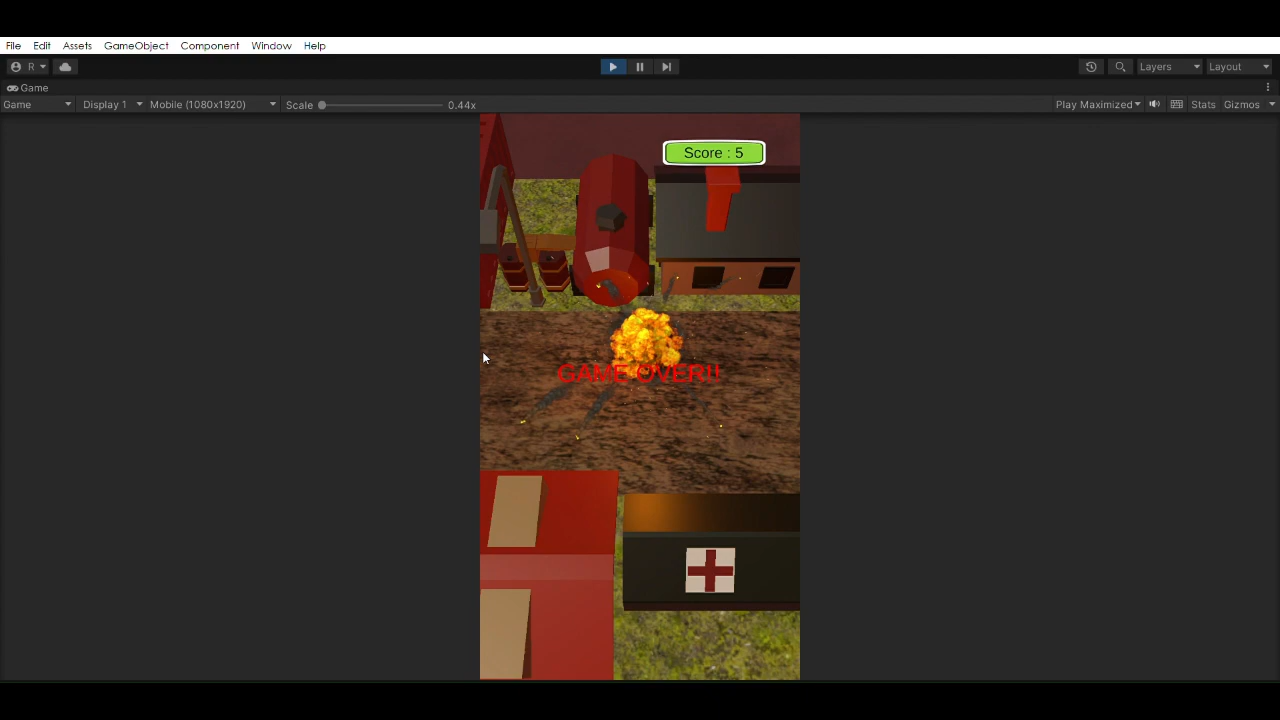 File Edit Assets GameObject Component Window Help
R Layers Layout
Game
Game Display 1 Mobile (1080x1920) Scale 0.44x Play Maximized Stats Gizmos
Score : 5
GAME OVER!!